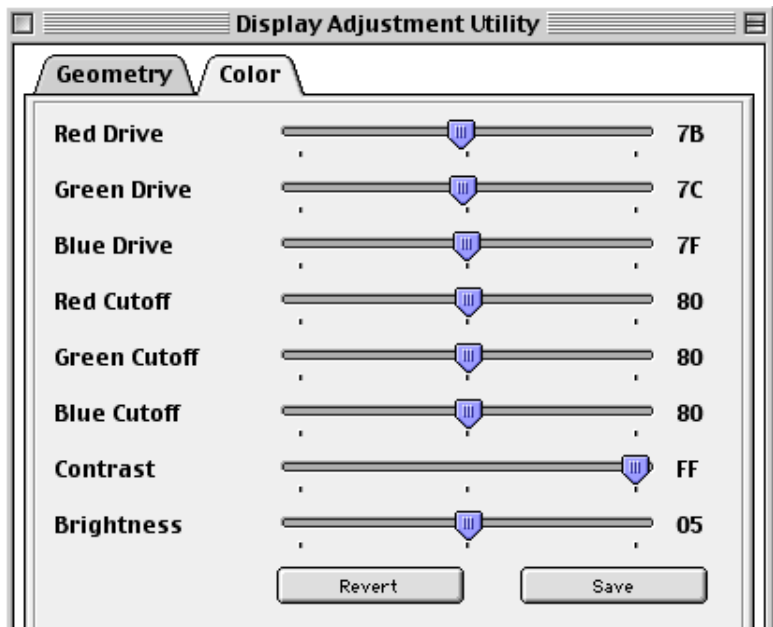 Display Adjustment Utility
Geometry Color
Red Drive 7B
Green Drive 7C
Blue Drive 7F
Red Cutoff 80
Green Cutoff 80
Blue Cutoff 80
Contrast FF
Brightness 05
Revert Save